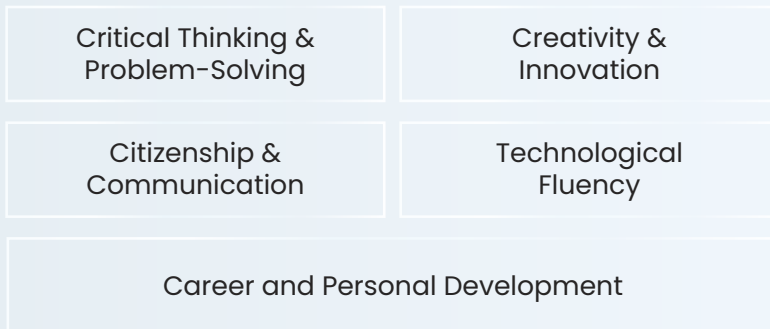 Critical Thinking &
Problem-Solving
Creativity &
Innovation
Citizenship &
Communication
Technological
Fluency
Career and Personal Development